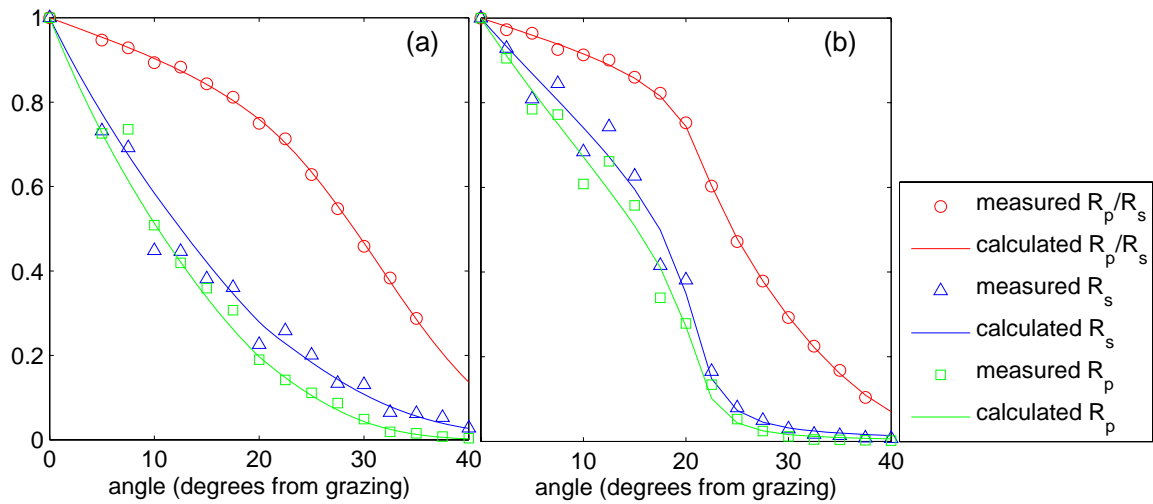 (a)
1
0.8
0.6
0.4
0.2
0
0 10 20 30 40
angle (degrees from grazing)
(b)
10 20 30 40
angle (degrees from grazing)
measured R_p/R_s
calculated R_p/R_s
measured R_s
calculated R_s
measured R_p
calculated R_p